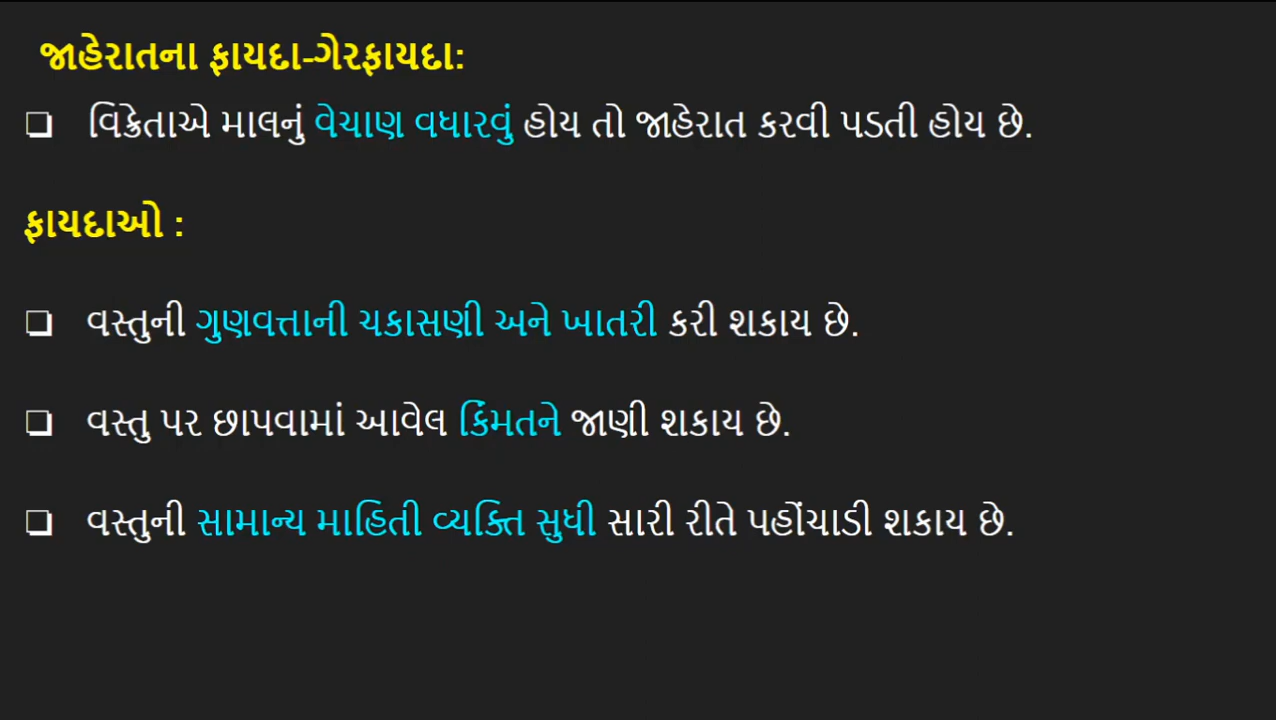 જાહેરાતના ફાયદા-ગેરફાયદા:
❑ વિક્રેતાએ માલનું વેચાણ વધારવું હોય તો જાહેરાત કરવી પડતી હોય છે.
ફાયદાઓ :
❑ વસ્તુની ગુણવત્તાની ચકાસણી અને ખાતરી કરી શકાય છે.
❑ વસ્તુ પર છાપવામાં આવેલ કિંમતને જાણી શકાય છે.
❑ વસ્તુની સામાન્ય માહિતી વ્યક્તિ સુધી સારી રીતે પહોંચાડી શકાય છે.